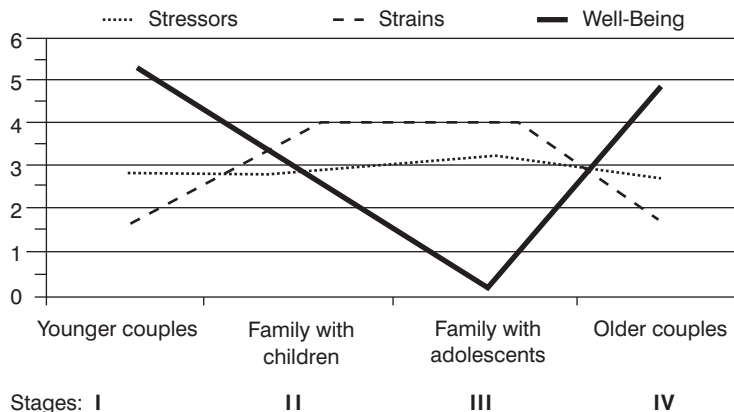 Stressors Strains Well-Being
6
5
4
3
2
1
0
Younger couples Family with children Family with adolescents Older couples
Stages: I II III IV